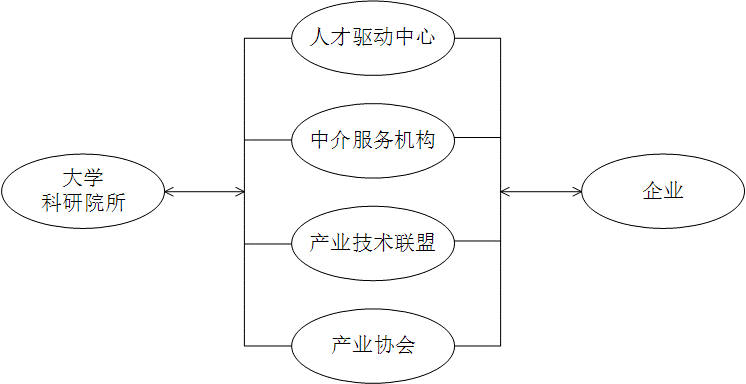 人才驱动中心
中介服务机构
大学
科研院所
企业
产业技术联盟
产业协会